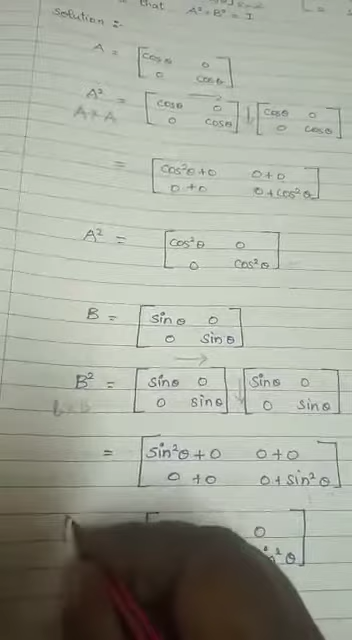 that A²+B² = I
Solution :-
A = [cosθ 0
0 cosθ]
A² = [cosθ 0
0 cosθ] [cosθ 0
0 cosθ]
A × A
= [cos²θ+0 0+0
0+0 0+cos²θ]
A² = [cos²θ 0
0 cos²θ]
B = [sinθ 0
0 sinθ]
B² = [sinθ 0
0 sinθ] [sinθ 0
0 sinθ]
B × B
= [sin²θ+0 0+0
0+0 0+sin²θ]
0
²θ]